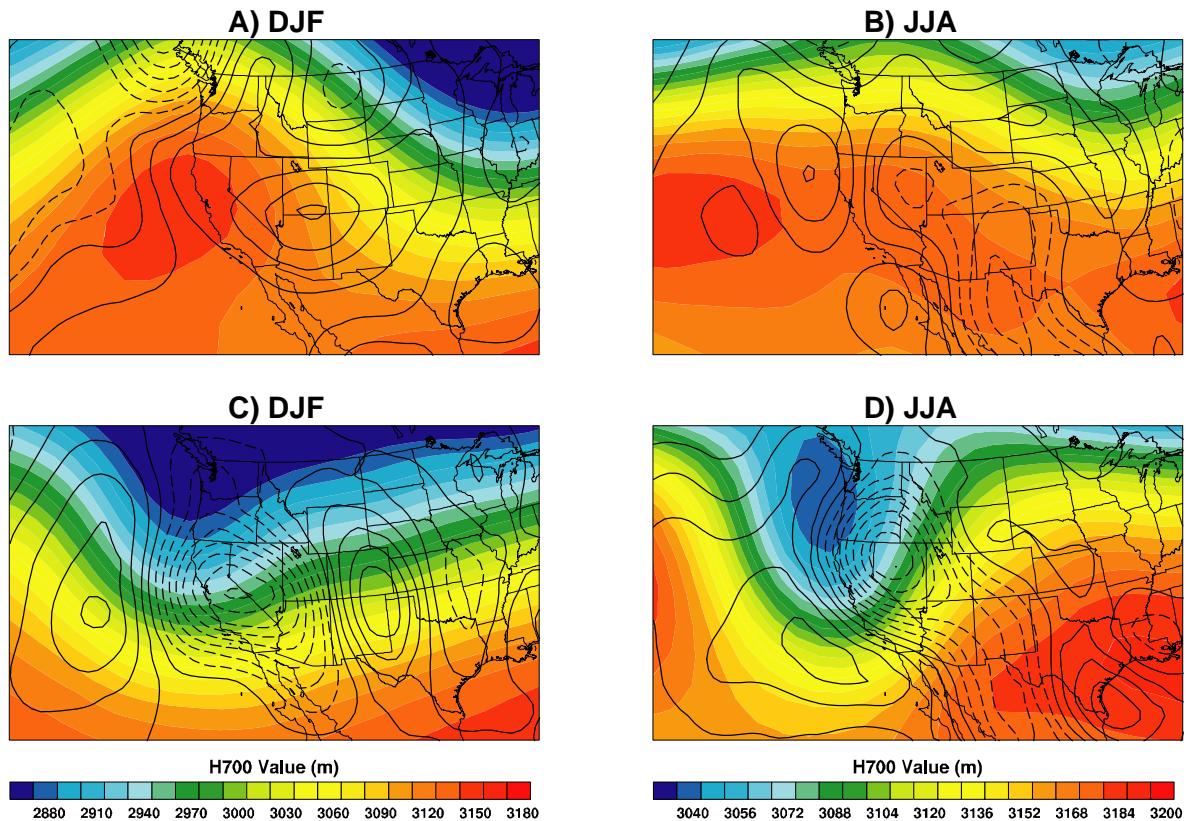 A) DJF
B) JJA
C) DJF
D) JJA
H700 Value (m)
2880 2910 2940 2970 3000 3030 3060 3090 3120 3150 3180
H700 Value (m)
3040 3056 3072 3088 3104 3120 3136 3152 3168 3184 3200